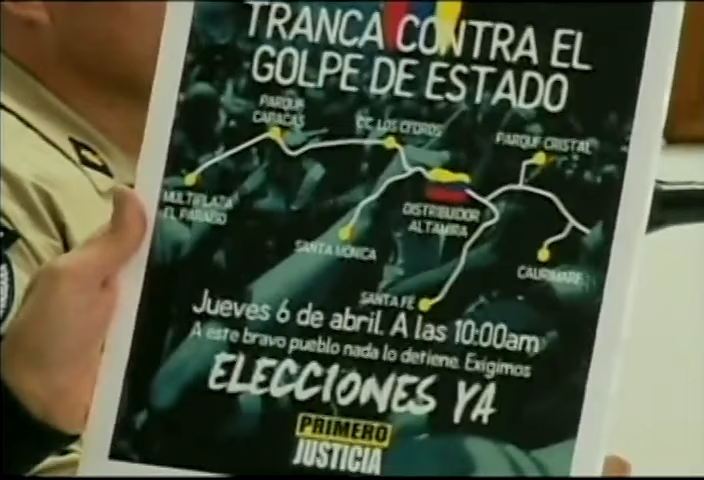 TRANCA CONTRA EL
GOLPE DE ESTADO
PARQUE
CARACAS
CC. LOS CEDROS
PARQUE CRISTAL
MULTIPLAZA
EL PARAISO
DISTRIBUIDOR
ALTAMIRA
SANTA MÓNICA
CAURIMARE
SANTA FÉ
Jueves 6 de abril. A las 10:00am
A este bravo pueblo nada lo detiene. Exigimos
ELECCIONES YA
PRIMERO
JUSTICIA